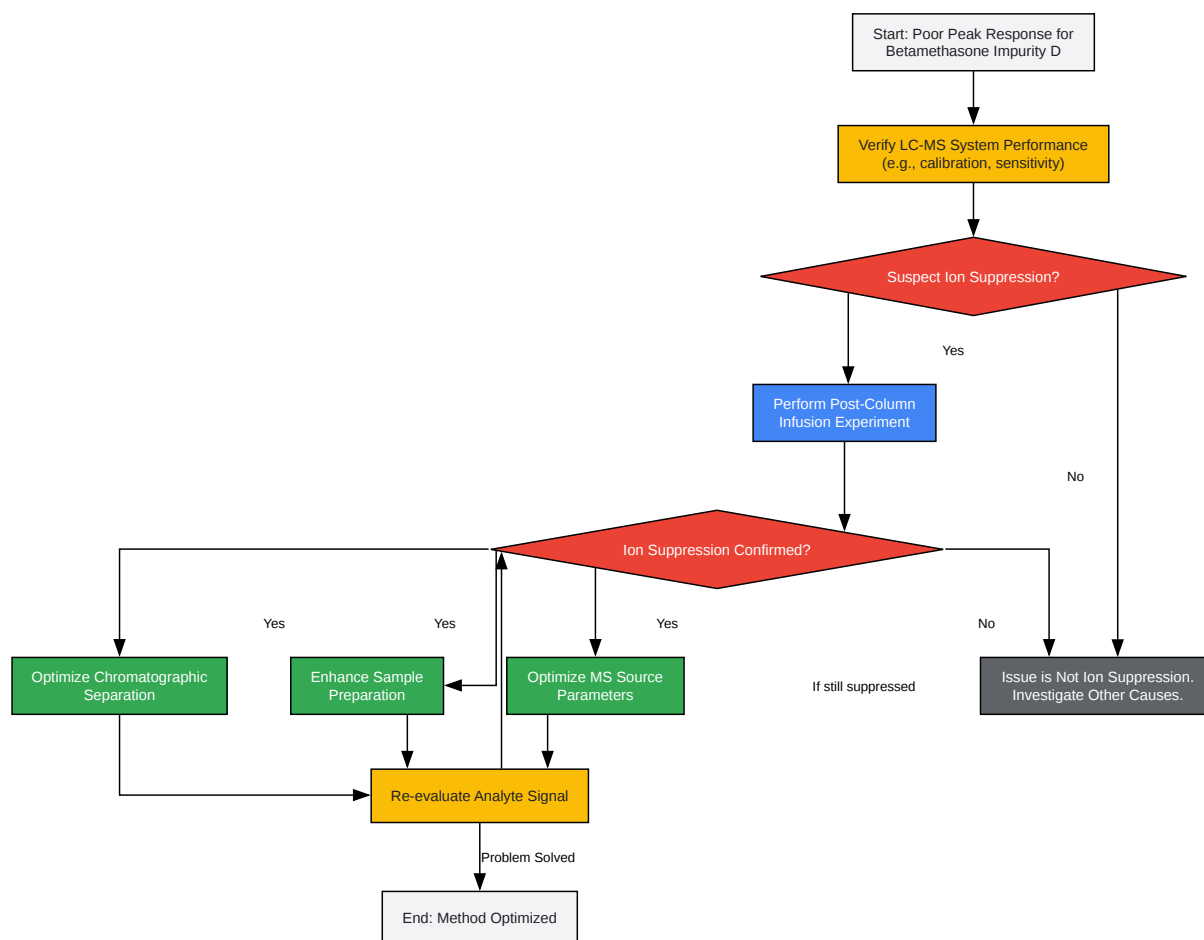 Start: Poor Peak Response for
Betamethasone Impurity D
Verify LC-MS System Performance
(e.g., calibration, sensitivity)
Suspect Ion Suppression?
Yes
Perform Post-Column
Infusion Experiment
No
Ion Suppression Confirmed?
Yes
Yes
Yes
No
Optimize Chromatographic
Separation
Enhance Sample
Preparation
Optimize MS Source
Parameters
If still suppressed
Issue is Not Ion Suppression.
Investigate Other Causes.
Re-evaluate Analyte Signal
Problem Solved
End: Method Optimized